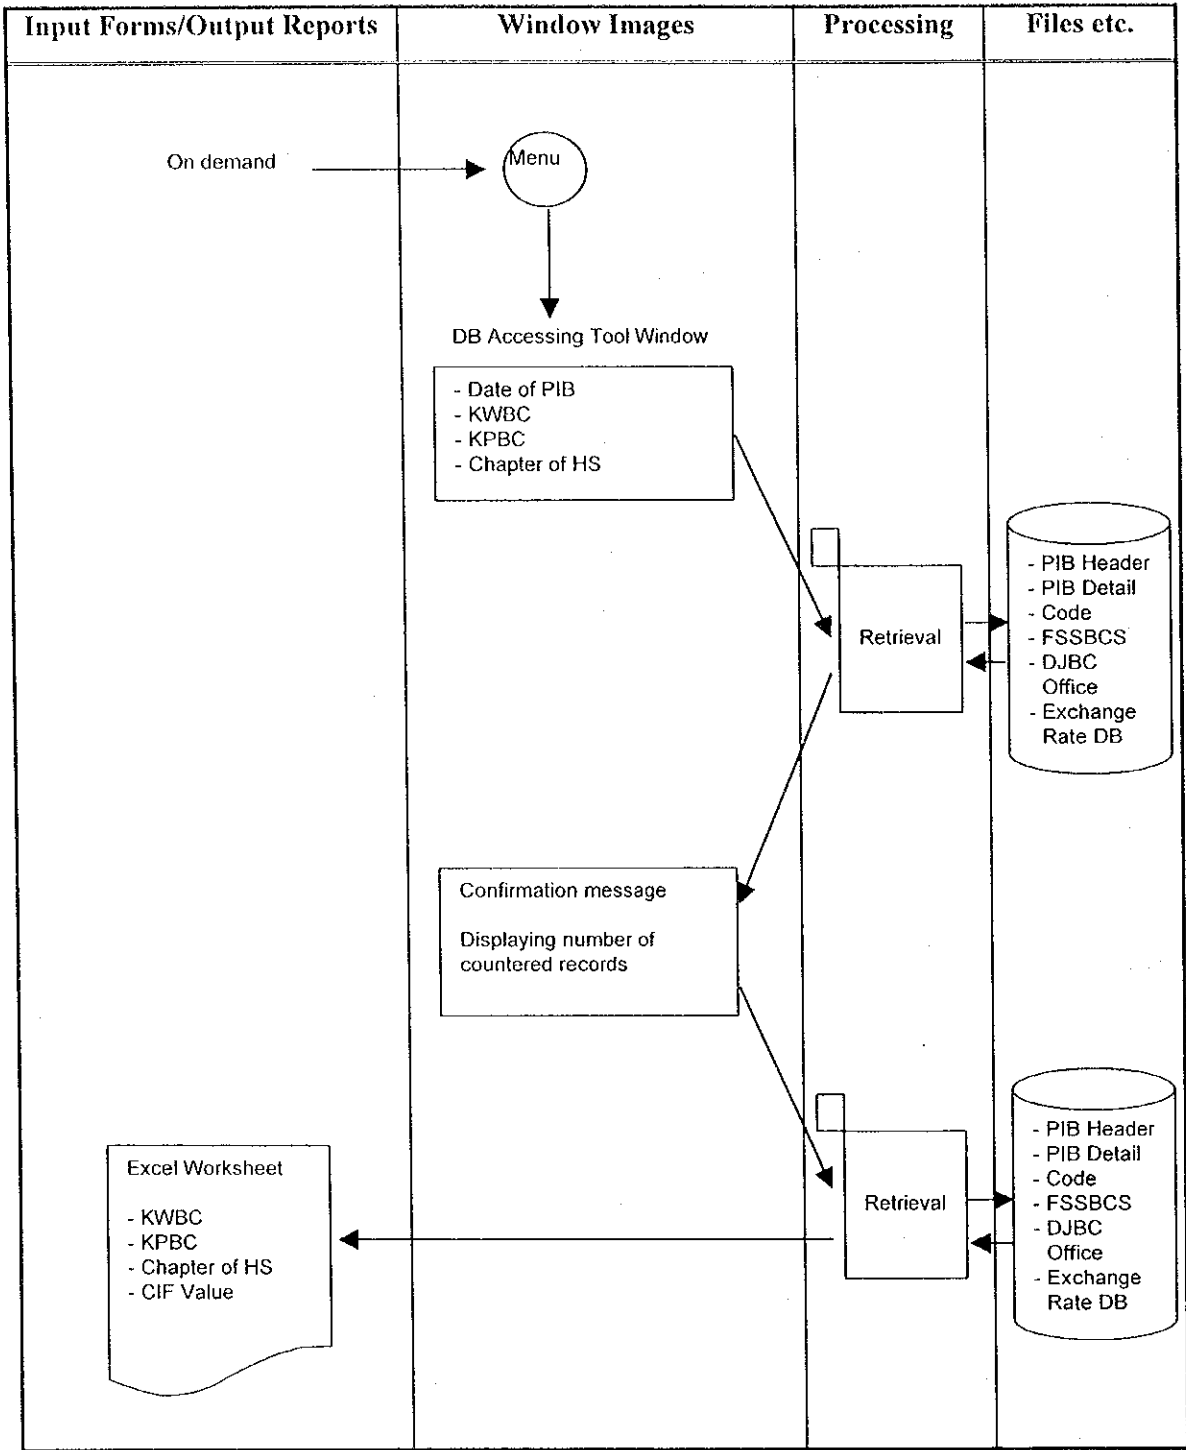 Input Forms/Output Reports
Window Images
Processing
Files etc.
On demand
Menu
DB Accessing Tool Window
- Date of PIB
- KWBC
- KPBC
- Chapter of HS
Retrieval
- PIB Header
- PIB Detail
- Code
- FSSBCS
- DJBC
Office
- Exchange
Rate DB
Confirmation message
Displaying number of
countered records
Retrieval
- PIB Header
- PIB Detail
- Code
- FSSBCS
- DJBC
Office
- Exchange
Rate DB
Excel Worksheet
- KWBC
- KPBC
- Chapter of HS
- CIF Value